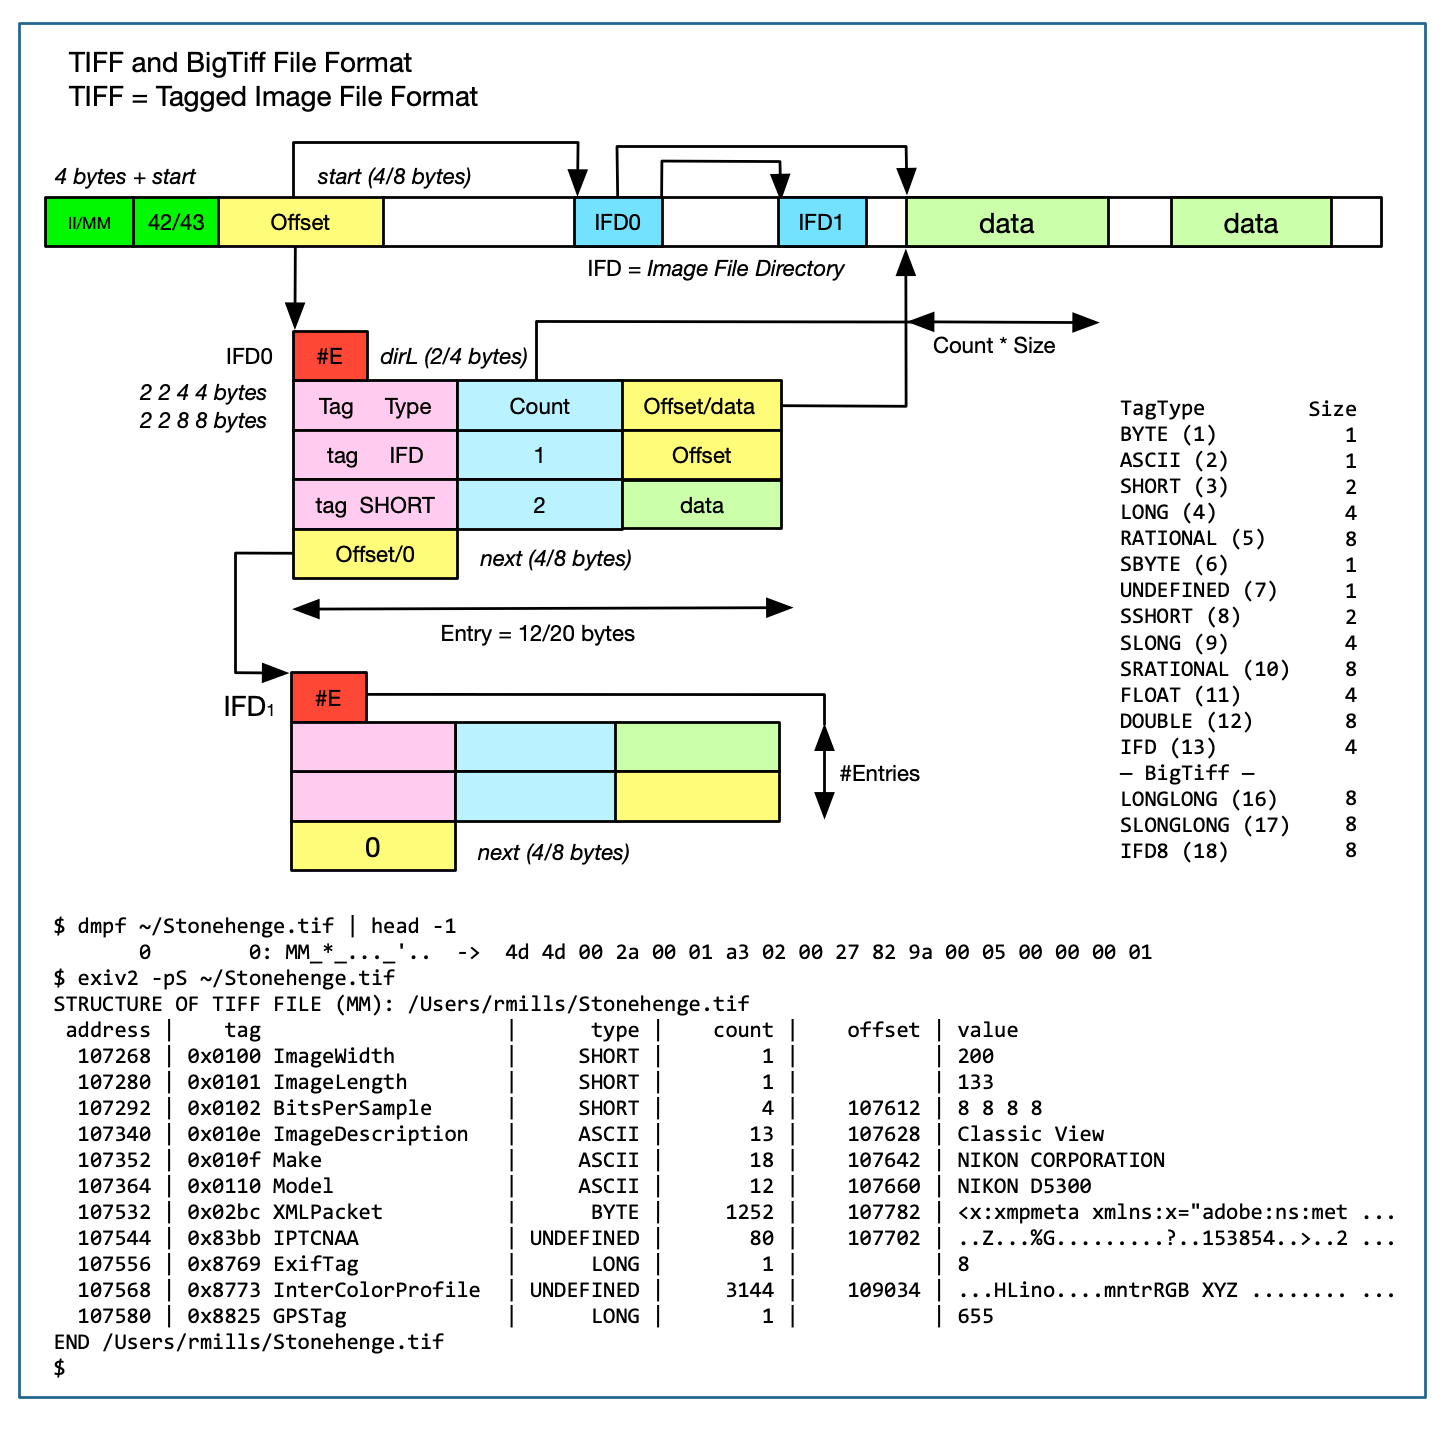 TIFF and BigTiff File Format
TIFF = Tagged Image File Format
4 bytes + start
start (4/8 bytes)
II/MM 42/43 Offset IFD0 IFD1 data data
IFD = Image File Directory
IFD0 #E dirL (2/4 bytes)
Count * Size
2 2 4 4 bytes
2 2 8 8 bytes
Tag Type Count Offset/data
tag IFD 1 Offset
tag SHORT 2 data
Offset/0 next (4/8 bytes)
Entry = 12/20 bytes
IFD1 #E
#Entries
0 next (4/8 bytes)
TagType Size
BYTE (1) 1
ASCII (2) 1
SHORT (3) 2
LONG (4) 4
RATIONAL (5) 8
SBYTE (6) 1
UNDEFINED (7) 1
SSHORT (8) 2
SLONG (9) 4
SRATIONAL (10) 8
FLOAT (11) 4
DOUBLE (12) 8
IFD (13) 4
— BigTiff —
LONGLONG (16) 8
SLONGLONG (17) 8
IFD8 (18) 8
$ dmpf ~/Stonehenge.tif | head -1
0 0: MM_*_..._'.. -> 4d 4d 00 2a 00 01 a3 02 00 27 82 9a 00 05 00 00 00 01
$ exiv2 -pS ~/Stonehenge.tif
STRUCTURE OF TIFF FILE (MM): /Users/rmills/Stonehenge.tif
address | tag | type | count | offset | value
107268 | 0x0100 ImageWidth | SHORT | 1 | | 200
107280 | 0x0101 ImageLength | SHORT | 1 | | 133
107292 | 0x0102 BitsPerSample | SHORT | 4 | 107612 | 8 8 8 8
107340 | 0x010e ImageDescription | ASCII | 13 | 107628 | Classic View
107352 | 0x010f Make | ASCII | 18 | 107642 | NIKON CORPORATION
107364 | 0x0110 Model | ASCII | 12 | 107660 | NIKON D5300
107532 | 0x02bc XMLPacket | BYTE | 1252 | 107782 | <x:xmpmeta xmlns:x="adobe:ns:met ...
107544 | 0x83bb IPTCNAA | UNDEFINED | 80 | 107702 | ..Z...%G.........?..153854..>..2 ...
107556 | 0x8769 ExifTag | LONG | 1 | | 8
107568 | 0x8773 InterColorProfile | UNDEFINED | 3144 | 109034 | ...HLino....mntrRGB XYZ ........ ...
107580 | 0x8825 GPSTag | LONG | 1 | | 655
END /Users/rmills/Stonehenge.tif
$